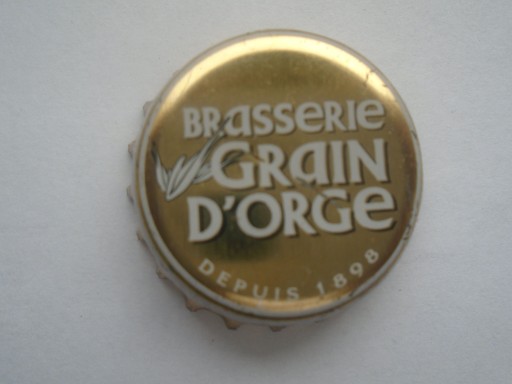 BRasseRIe
GRaIN
D'ORGe
DEPUIS 1898